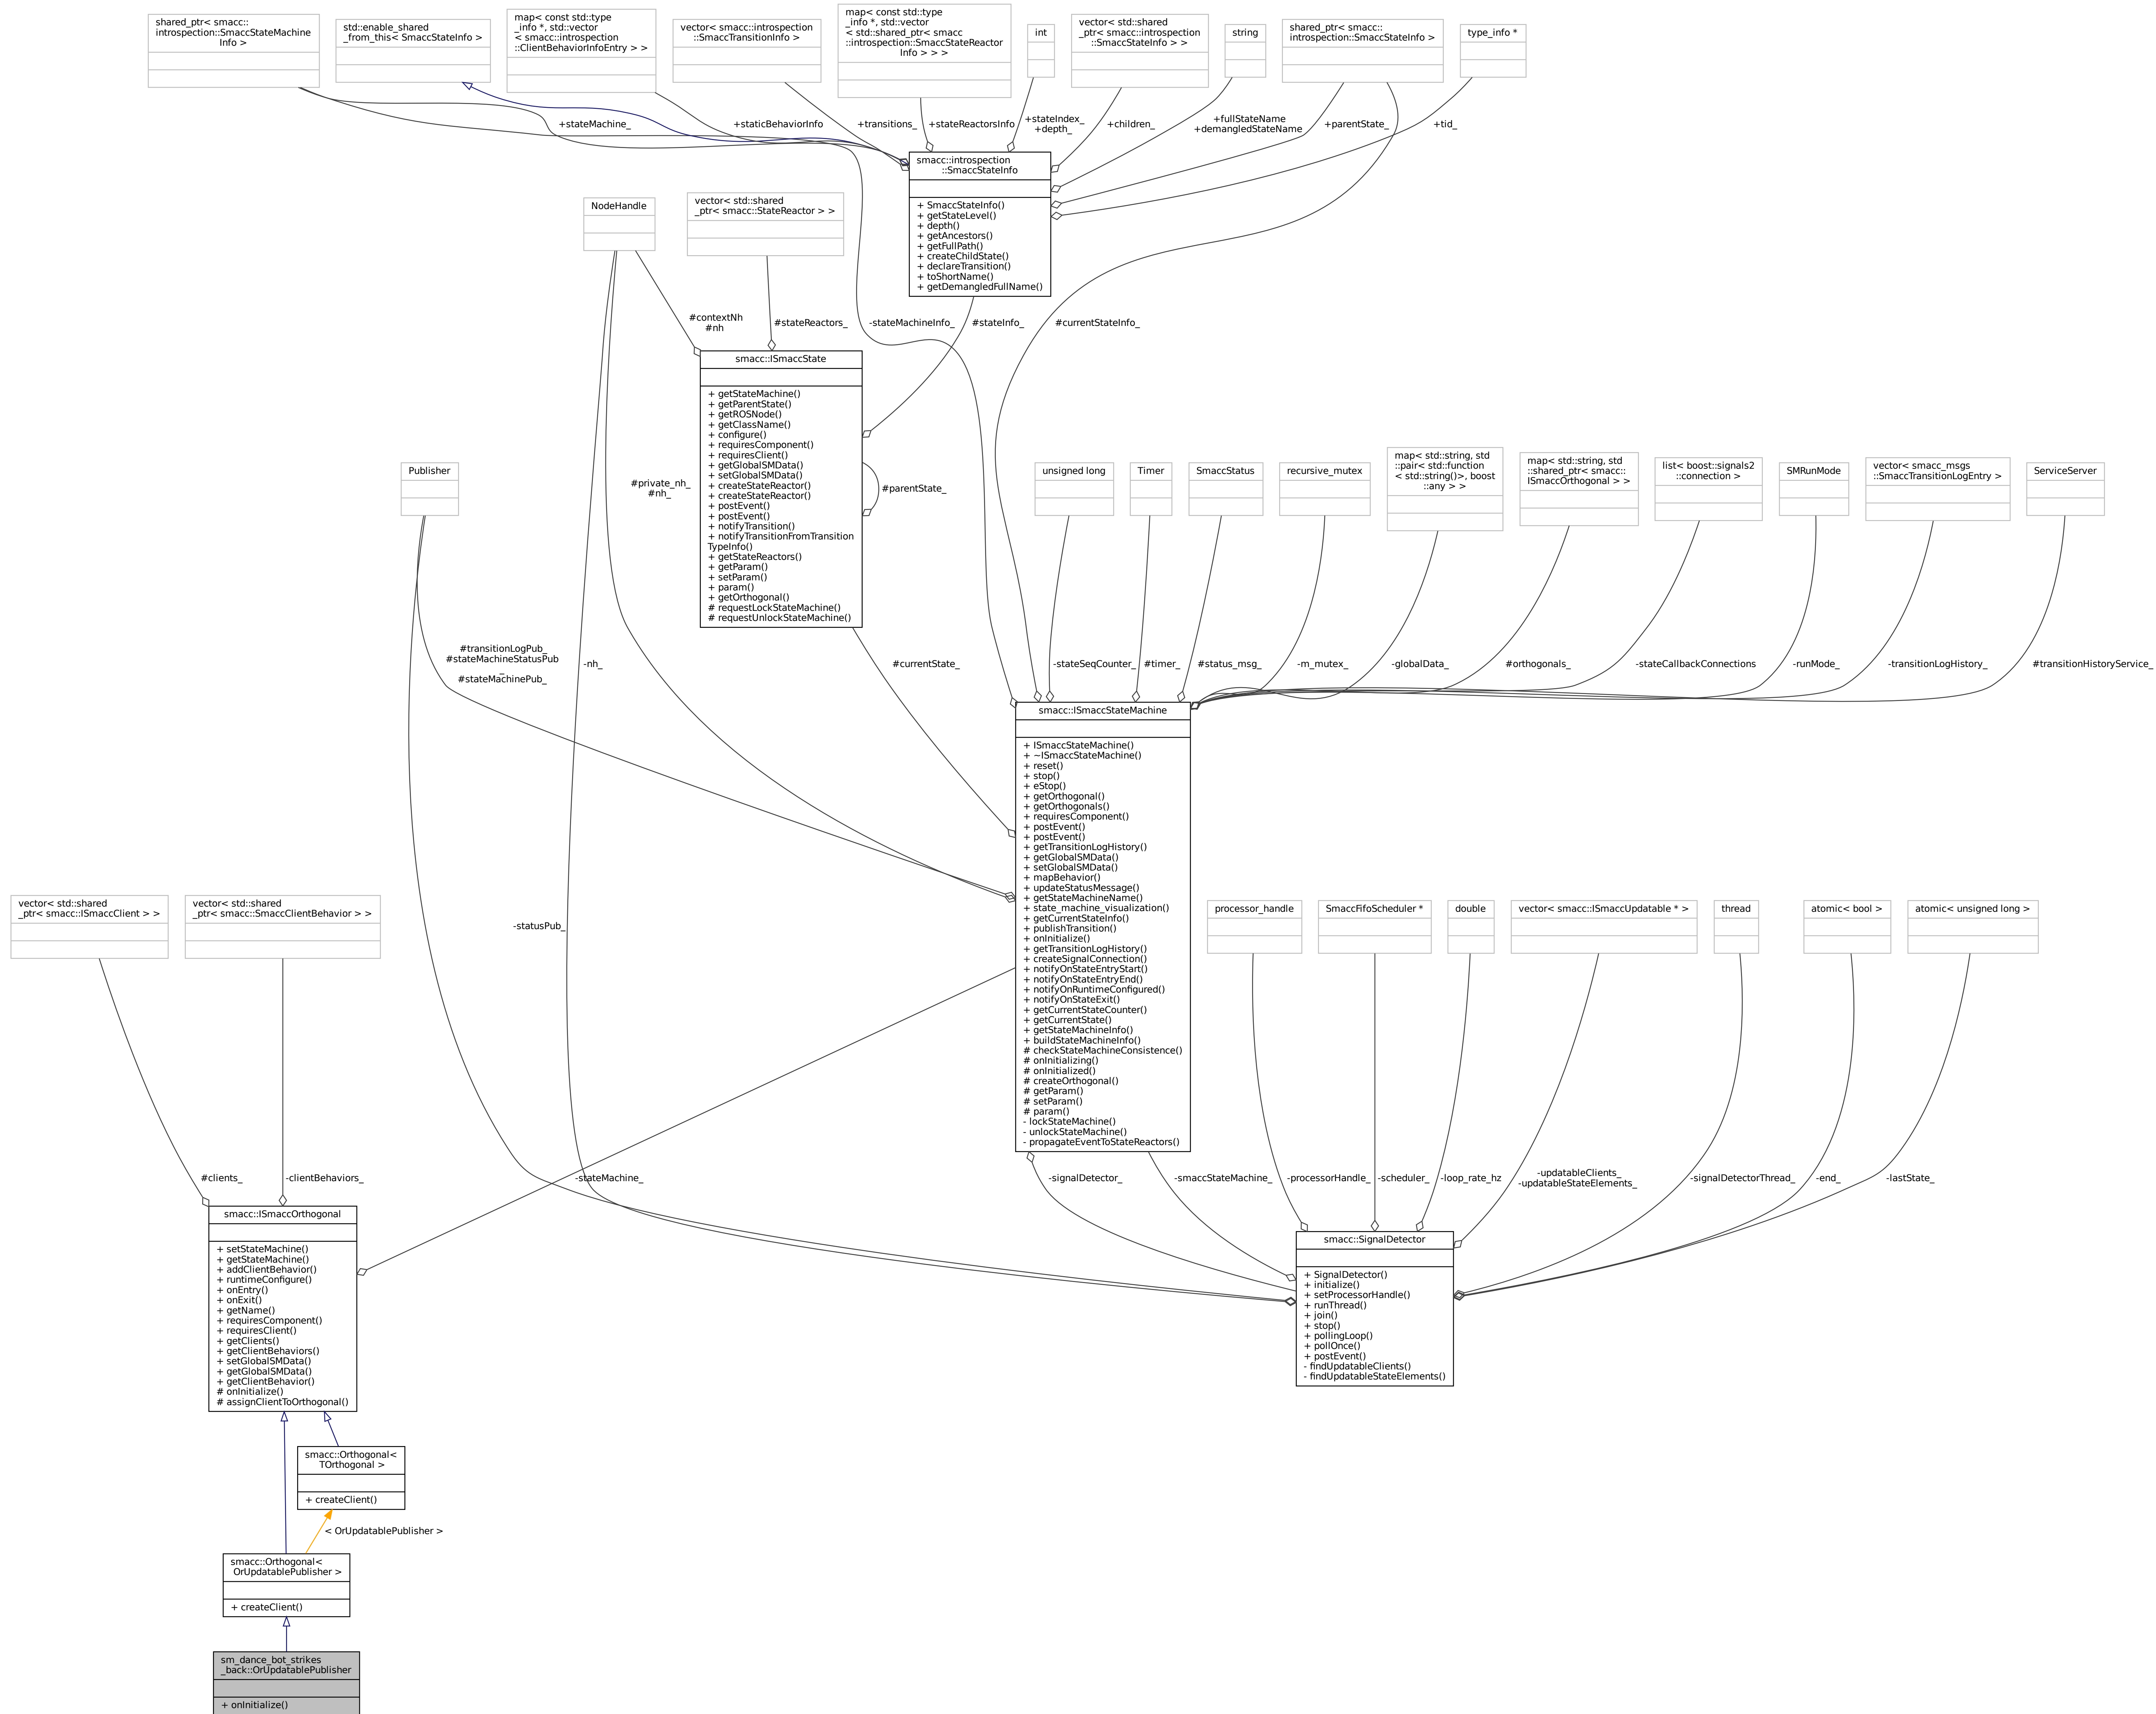 shared_ptr< smacc::
introspection::SmaccStateMachine
Info >
std::enable_shared
_from_this< SmaccStateInfo >
map< const std::type
_info *, std::vector
< smacc::introspection
::ClientBehaviorInfoEntry > >
vector< smacc::introspection
::SmaccTransitionInfo >
map< const std::type
_info *, std::vector
< std::shared_ptr< smacc
::introspection::SmaccStateReactor
Info > > >
int
vector< std::shared
_ptr< smacc::introspection
::SmaccStateInfo > >
string
shared_ptr< smacc::
introspection::SmaccStateInfo >
type_info *
+stateMachine_
+staticBehaviorInfo
+transitions_
+stateReactorsInfo
+stateIndex_
+depth_
+children_
+fullStateName
+demangledStateName
+parentState_
+tid_
smacc::introspection
::SmaccStateInfo
+ SmaccStateInfo()
+ getStateLevel()
+ depth()
+ getAncestors()
+ getFullPath()
+ createChildState()
+ declareTransition()
+ toShortName()
+ getDemangledFullName()
NodeHandle
vector< std::shared
_ptr< smacc::StateReactor > >
#contextNh
#nh
#stateReactors_
-stateMachineInfo_
#stateInfo_
#currentStateInfo_
smacc::ISmaccState
+ getStateMachine()
+ getParentState()
+ getROSNode()
+ getClassName()
+ configure()
+ requiresComponent()
+ requiresClient()
+ getGlobalSMData()
+ setGlobalSMData()
+ createStateReactor()
+ createStateReactor()
+ postEvent()
+ postEvent()
+ notifyTransition()
+ notifyTransitionFromTransition
TypeInfo()
+ getStateReactors()
+ getParam()
+ setParam()
+ param()
+ getOrthogonal()
# requestLockStateMachine()
# requestUnlockStateMachine()
#parentState_
Publisher
#private_nh_
#nh_
unsigned long
Timer
SmaccStatus
recursive_mutex
map< std::string, std
::pair< std::function
< std::string()>, boost
::any > >
map< std::string, std
::shared_ptr< smacc::
ISmaccOrthogonal > >
list< boost::signals2
::connection >
SMRunMode
vector< smacc_msgs
::SmaccTransitionLogEntry >
ServiceServer
#transitionLogPub_
#stateMachineStatusPub
_
#stateMachinePub_
-nh_
#currentState_
-stateSeqCounter_
#timer_
#status_msg_
-m_mutex_
-globalData_
#orthogonals_
-stateCallbackConnections
-runMode_
-transitionLogHistory_
#transitionHistoryService_
smacc::ISmaccStateMachine
+ ISmaccStateMachine()
+ ~ISmaccStateMachine()
+ reset()
+ stop()
+ eStop()
+ getOrthogonal()
+ getOrthogonals()
+ requiresComponent()
+ postEvent()
+ postEvent()
+ getTransitionLogHistory()
+ getGlobalSMData()
+ setGlobalSMData()
+ mapBehavior()
+ updateStatusMessage()
+ getStateMachineName()
+ state_machine_visualization()
+ getCurrentStateInfo()
+ publishTransition()
+ onInitialize()
+ getTransitionLogHistory()
+ createSignalConnection()
+ notifyOnStateEntryStart()
+ notifyOnStateEntryEnd()
+ notifyOnRuntimeConfigured()
+ notifyOnStateExit()
+ getCurrentStateCounter()
+ getCurrentState()
+ getStateMachineInfo()
+ buildStateMachineInfo()
# checkStateMachineConsistence()
# onInitializing()
# onInitialized()
# createOrthogonal()
# getParam()
# setParam()
# param()
- lockStateMachine()
- unlockStateMachine()
- propagateEventToStateReactors()
vector< std::shared
_ptr< smacc::ISmaccClient > >
vector< std::shared
_ptr< smacc::SmaccClientBehavior > >
-statusPub_
processor_handle
SmaccFifoScheduler *
double
vector< smacc::ISmaccUpdatable * >
thread
atomic< bool >
atomic< unsigned long >
#clients_
-clientBehaviors_
-stateMachine_
-signalDetector_
-smaccStateMachine_
-processorHandle_
-scheduler_
-loop_rate_hz
-updatableClients_
-updatableStateElements_
-signalDetectorThread_
-end_
-lastState_
smacc::ISmaccOrthogonal
+ setStateMachine()
+ getStateMachine()
+ addClientBehavior()
+ runtimeConfigure()
+ onEntry()
+ onExit()
+ getName()
+ requiresComponent()
+ requiresClient()
+ getClients()
+ getClientBehaviors()
+ setGlobalSMData()
+ getGlobalSMData()
+ getClientBehavior()
# onInitialize()
# assignClientToOrthogonal()
smacc::SignalDetector
+ SignalDetector()
+ initialize()
+ setProcessorHandle()
+ runThread()
+ join()
+ stop()
+ pollingLoop()
+ pollOnce()
+ postEvent()
- findUpdatableClients()
- findUpdatableStateElements()
smacc::Orthogonal<
TOrthogonal >
+ createClient()
< OrUpdatablePublisher >
smacc::Orthogonal<
OrUpdatablePublisher >
+ createClient()
sm_dance_bot_strikes
_back::OrUpdatablePublisher
+ onInitialize()